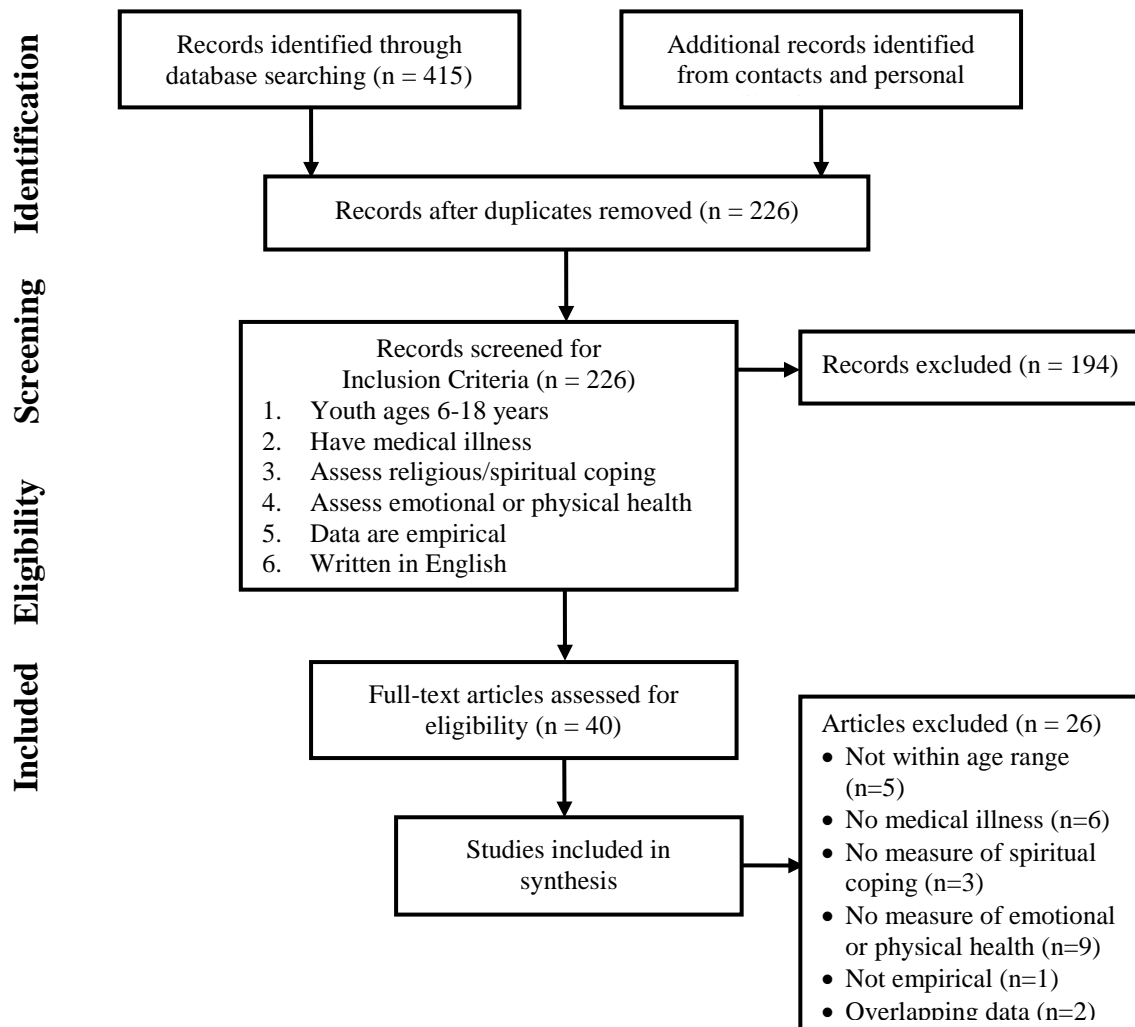 Identification
Records identified through
database searching (n = 415)
Additional records identified
from contacts and personal
Records after duplicates removed (n = 226)
Screening
Records screened for
Inclusion Criteria (n = 226)
1. Youth ages 6-18 years
2. Have medical illness
3. Assess religious/spiritual coping
4. Assess emotional or physical health
5. Data are empirical
6. Written in English
Records excluded (n = 194)
Eligibility
Full-text articles assessed for
eligibility (n = 40)
Included
Studies included in
synthesis
Articles excluded (n = 26)
• Not within age range
(n=5)
• No medical illness (n=6)
• No measure of spiritual
coping (n=3)
• No measure of emotional
or physical health (n=9)
• Not empirical (n=1)
• Overlapping data (n=2)